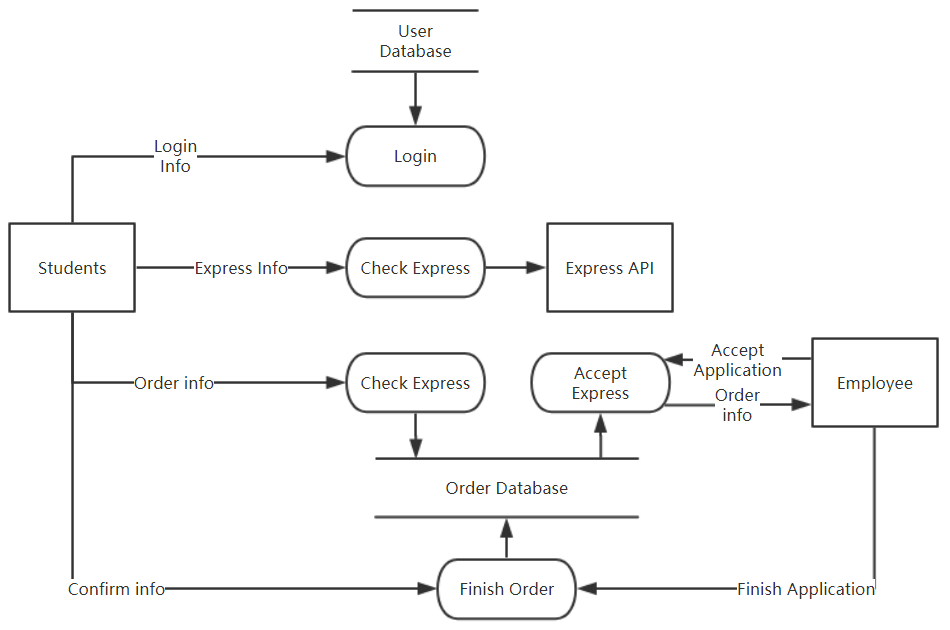 User
Database
Login
Info
Login
Students
Express Info
Check Express
Express API
Order info
Check Express
Accept
Express
Accept
Application
Order
info
Employee
Order Database
Confirm info
Finish Order
Finish Application